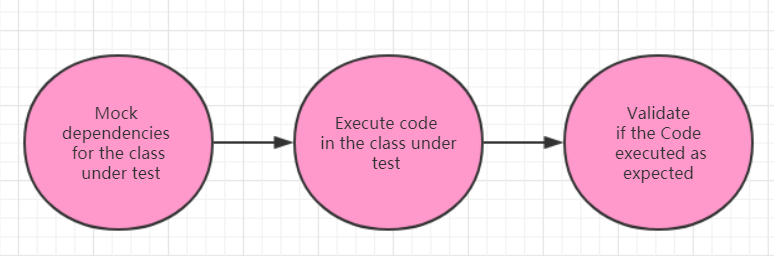 Mock
dependencies
for the class
under test
Execute code
in the class under
test
Validate
if the Code
executed as
expected